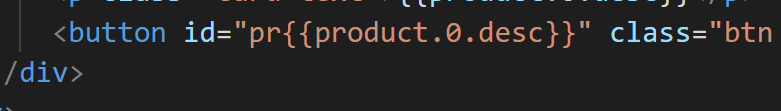 <button id="pr{{product.0.desc}}" class="btn
/div>